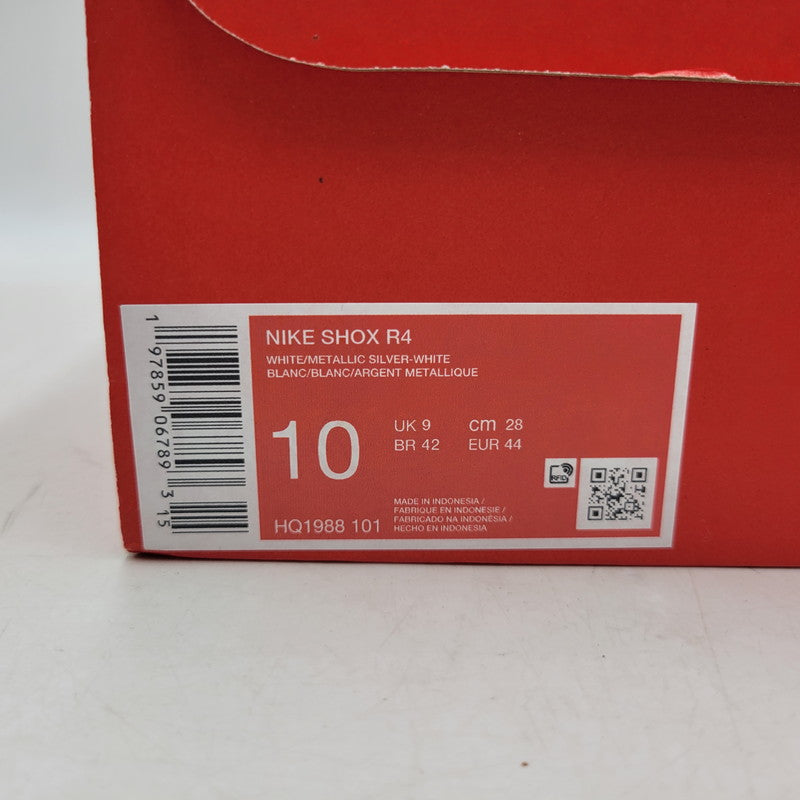 1 97859 06789 3 15
NIKE SHOX R4
WHITE/METALLIC SILVER-WHITE
BLANC/BLANC/ARGENT METALLIQUE
10
UK 9 cm 28
BR 42 EUR 44
RFID
HQ1988 101
MADE IN INDONESIA /
FABRIQUE EN INDONESIE /
FABRICADO NA INDONÉSIA /
HECHO EN INDONESIA